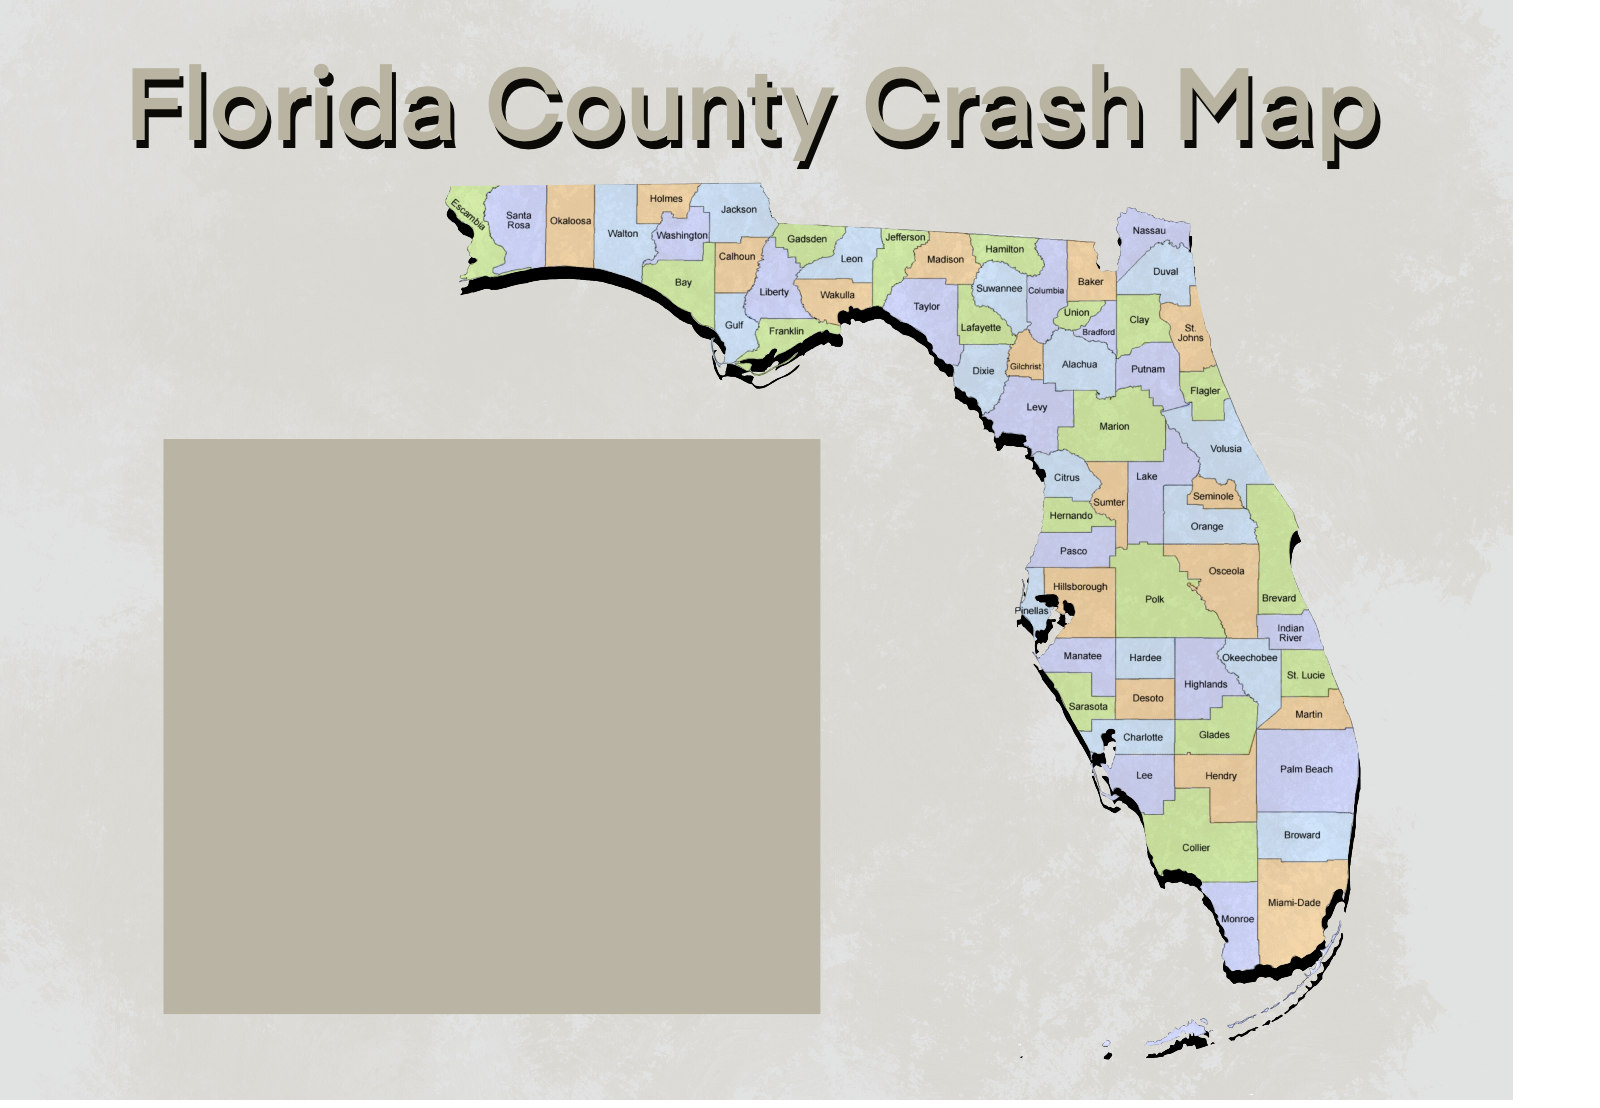 Florida County Crash Map
Escambia
Santa
Rosa
Okaloosa
Walton
Holmes
Washington
Jackson
Bay
Calhoun
Gulf
Liberty
Gadsden
Leon
Wakulla
Franklin
Jefferson
Madison
Taylor
Hamilton
Suwannee
Lafayette
Dixie
Columbia
Gilchrist
Baker
Union
Bradford
Alachua
Levy
Nassau
Duval
Clay
St.
Johns
Putnam
Flagler
Marion
Volusia
Citrus
Sumter
Lake
Seminole
Orange
Hernando
Pasco
Osceola
Brevard
Hillsborough
Pinellas
Polk
Indian
River
Manatee
Hardee
Highlands
Okeechobee
St. Lucie
Sarasota
Desoto
Martin
Charlotte
Glades
Lee
Hendry
Palm Beach
Collier
Broward
Monroe
Miami-Dade